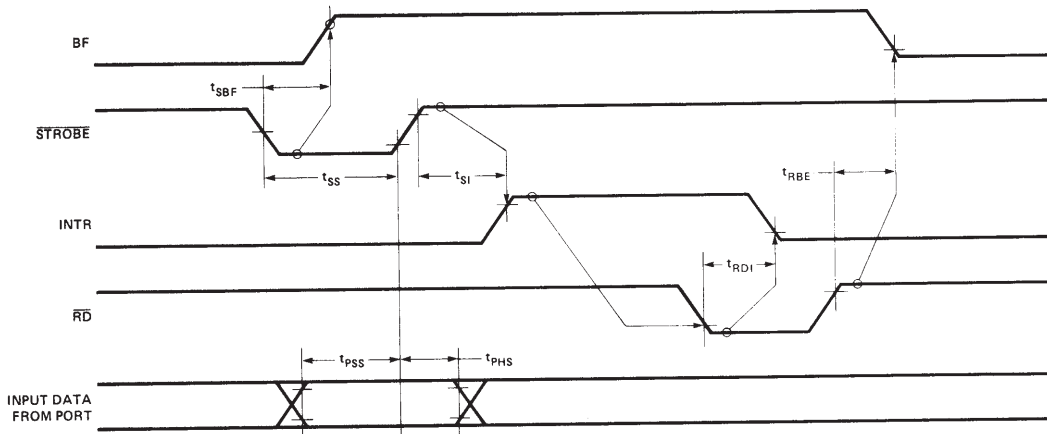 BF
tSBF
STROBE
tSS
tSI
tRBE
INTR
tRDI
RD
tPSS
tPHS
INPUT DATA
FROM PORT